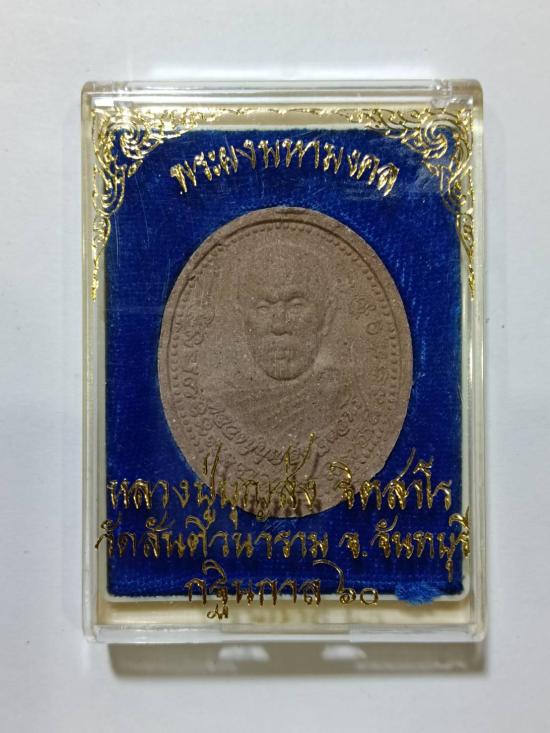 พระผงมหามงคล
หลวงปู่บุญส่ง ฐิตสาโร
วัดสันติวนาราม จ.จันทบุรี
กฐินกาล ๖๐